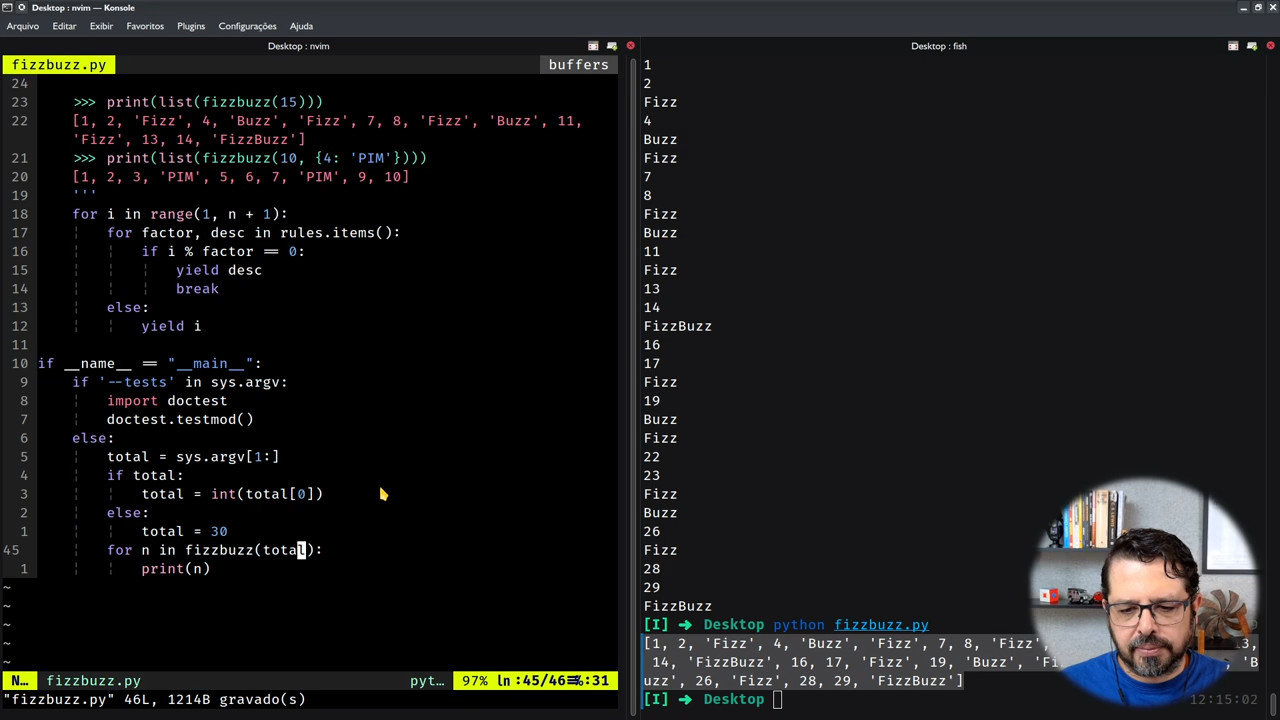 Desktop : nvim — Konsole
Arquivo Editar Exibir Favoritos Plugins Configurações Ajuda
Desktop : nvim
fizzbuzz.py
buffers
24
23 >>> print(list(fizzbuzz(15)))
22 [1, 2, 'Fizz', 4, 'Buzz', 'Fizz', 7, 8, 'Fizz', 'Buzz', 11,
'Fizz', 13, 14, 'FizzBuzz']
21 >>> print(list(fizzbuzz(10, {4: 'PIM'})))
20 [1, 2, 3, 'PIM', 5, 6, 7, 'PIM', 9, 10]
19 '''
18 for i in range(1, n + 1):
17 for factor, desc in rules.items():
16 if i % factor == 0:
15 yield desc
14 break
13 else:
12 yield i
11
10 if __name__ == "__main__":
9 if '--tests' in sys.argv:
8 import doctest
7 doctest.testmod()
6 else:
5 total = sys.argv[1:]
4 if total:
3 total = int(total[0])
2 else:
1 total = 30
45 for n in fizzbuzz(total):
1 print(n)
~
~
~
~
~
N… fizzbuzz.py pyt… 97% ln:45/46≡%:31
"fizzbuzz.py" 46L, 1214B gravado(s)
Desktop : fish
1
2
Fizz
4
Buzz
Fizz
7
8
Fizz
Buzz
11
Fizz
13
14
FizzBuzz
16
17
Fizz
19
Buzz
Fizz
22
23
Fizz
Buzz
26
Fizz
28
29
FizzBuzz
[I] ➜ Desktop python fizzbuzz.py
[1, 2, 'Fizz', 4, 'Buzz', 'Fizz', 7, 8, 'Fizz', 13,
14, 'FizzBuzz', 16, 17, 'Fizz', 19, 'Buzz', 'B
uzz', 26, 'Fizz', 28, 29, 'FizzBuzz']
[I] ➜ Desktop
12:15:02